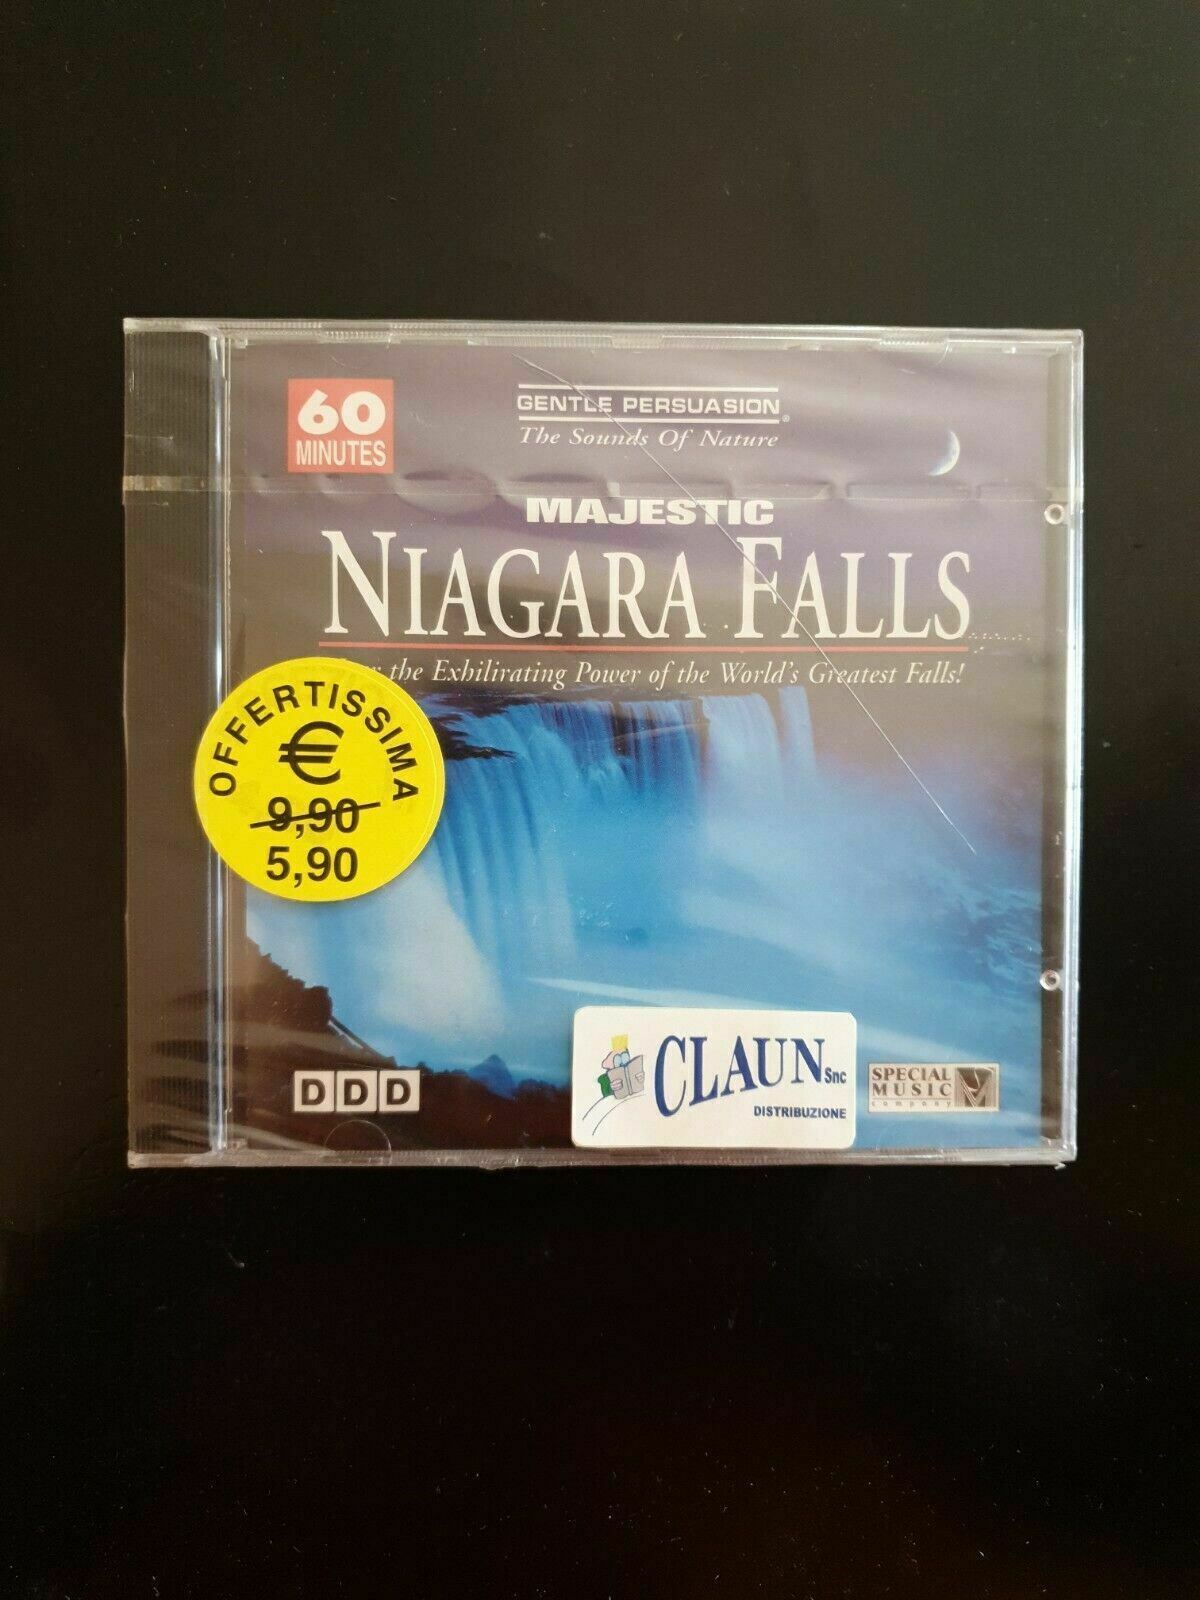 60
MINUTES
GENTLE PERSUASION®
The Sounds Of Nature
MAJESTIC
NIAGARA FALLS
the Exhilirating Power of the World's Greatest Falls!
OFFERTISSIMA
€
9,90
5,90
DDD
CLAUN Snc
DISTRIBUZIONE
SPECIAL
MUSIC
company